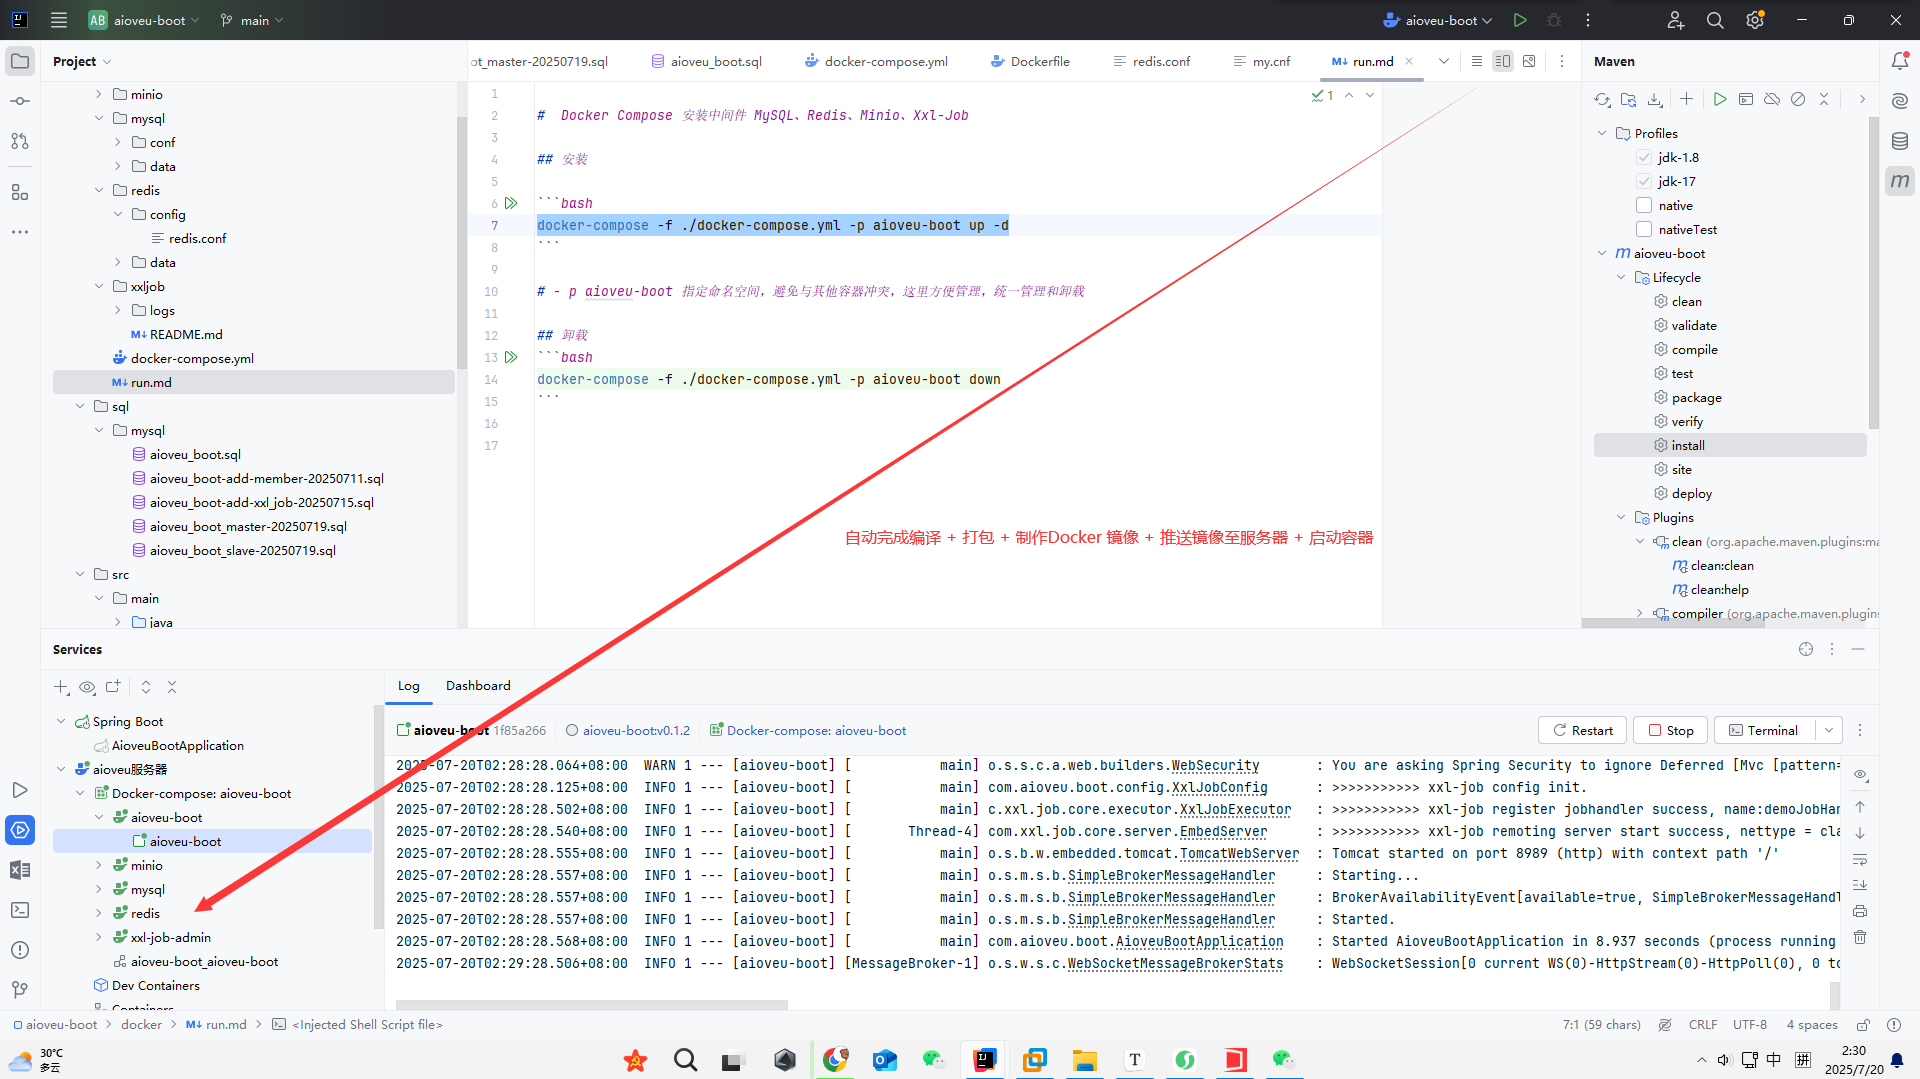 AB aioveu-boot main
aioveu-boot
Project
minio
mysql
conf
data
redis
config
redis.conf
data
xxljob
logs
README.md
docker-compose.yml
run.md
sql
mysql
aioveu_boot.sql
aioveu_boot-add-member-20250711.sql
aioveu_boot-add-xxl_job-20250715.sql
aioveu_boot_master-20250719.sql
aioveu_boot_slave-20250719.sql
src
main
java
ot_master-20250719.sql aioveu_boot.sql docker-compose.yml Dockerfile redis.conf my.cnf run.md
1
1
2 # Docker Compose 安装中间件 MySQL、Redis、Minio、Xxl-Job
3
4 ## 安装
5
6 ```bash
7 docker-compose -f ./docker-compose.yml -p aioveu-boot up -d
8 ```
9
10 # - p aioveu-boot 指定命名空间，避免与其他容器冲突，这里方便管理，统一管理和卸载
11
12 ## 卸载
13 ```bash
14 docker-compose -f ./docker-compose.yml -p aioveu-boot down
15 ```
16
17
自动完成编译 + 打包 + 制作Docker 镜像 + 推送镜像至服务器 + 启动容器
Maven
Profiles
jdk-1.8
jdk-17
native
nativeTest
aioveu-boot
Lifecycle
clean
validate
compile
test
package
verify
install
site
deploy
Plugins
clean (org.apache.maven.plugins:ma
clean:clean
clean:help
compiler (org.apache.maven.plugins
Services
Spring Boot
AioveuBootApplication
aioveu服务器
Docker-compose: aioveu-boot
aioveu-boot
aioveu-boot
minio
mysql
redis
xxl-job-admin
aioveu-boot_aioveu-boot
Dev Containers
Containers
Log Dashboard
aioveu-boot 1f85a266 aioveu-boot:v0.1.2 Docker-compose: aioveu-boot Restart Stop Terminal
2025-07-20T02:28:28.064+08:00 WARN 1 --- [aioveu-boot] [ main] o.s.s.c.a.web.builders.WebSecurity : You are asking Spring Security to ignore Deferred [Mvc [pattern=
2025-07-20T02:28:28.125+08:00 INFO 1 --- [aioveu-boot] [ main] com.aioveu.boot.config.XxlJobConfig : >>>>>>>>>>> xxl-job config init.
2025-07-20T02:28:28.502+08:00 INFO 1 --- [aioveu-boot] [ main] c.xxl.job.core.executor.XxlJobExecutor : >>>>>>>>>>> xxl-job register jobhandler success, name:demoJobHan
2025-07-20T02:28:28.540+08:00 INFO 1 --- [aioveu-boot] [ Thread-4] com.xxl.job.core.server.EmbedServer : >>>>>>>>>>> xxl-job remoting server start success, nettype = cla
2025-07-20T02:28:28.555+08:00 INFO 1 --- [aioveu-boot] [ main] o.s.b.w.embedded.tomcat.TomcatWebServer : Tomcat started on port 8989 (http) with context path '/'
2025-07-20T02:28:28.557+08:00 INFO 1 --- [aioveu-boot] [ main] o.s.m.s.b.SimpleBrokerMessageHandler : Starting...
2025-07-20T02:28:28.557+08:00 INFO 1 --- [aioveu-boot] [ main] o.s.m.s.b.SimpleBrokerMessageHandler : BrokerAvailabilityEvent[available=true, SimpleBrokerMessageHandl
2025-07-20T02:28:28.557+08:00 INFO 1 --- [aioveu-boot] [ main] o.s.m.s.b.SimpleBrokerMessageHandler : Started.
2025-07-20T02:28:28.568+08:00 INFO 1 --- [aioveu-boot] [ main] com.aioveu.boot.AioveuBootApplication : Started AioveuBootApplication in 8.937 seconds (process running
2025-07-20T02:29:28.506+08:00 INFO 1 --- [aioveu-boot] [MessageBroker-1] o.s.w.s.c.WebSocketMessageBrokerStats : WebSocketSession[0 current WS(0)-HttpStream(0)-HttpPoll(0), 0 to
aioveu-boot > docker > run.md > <Injected Shell Script file>
7:1 (59 chars) CRLF UTF-8 4 spaces
30°C
多云
中 拼
2:30
2025/7/20